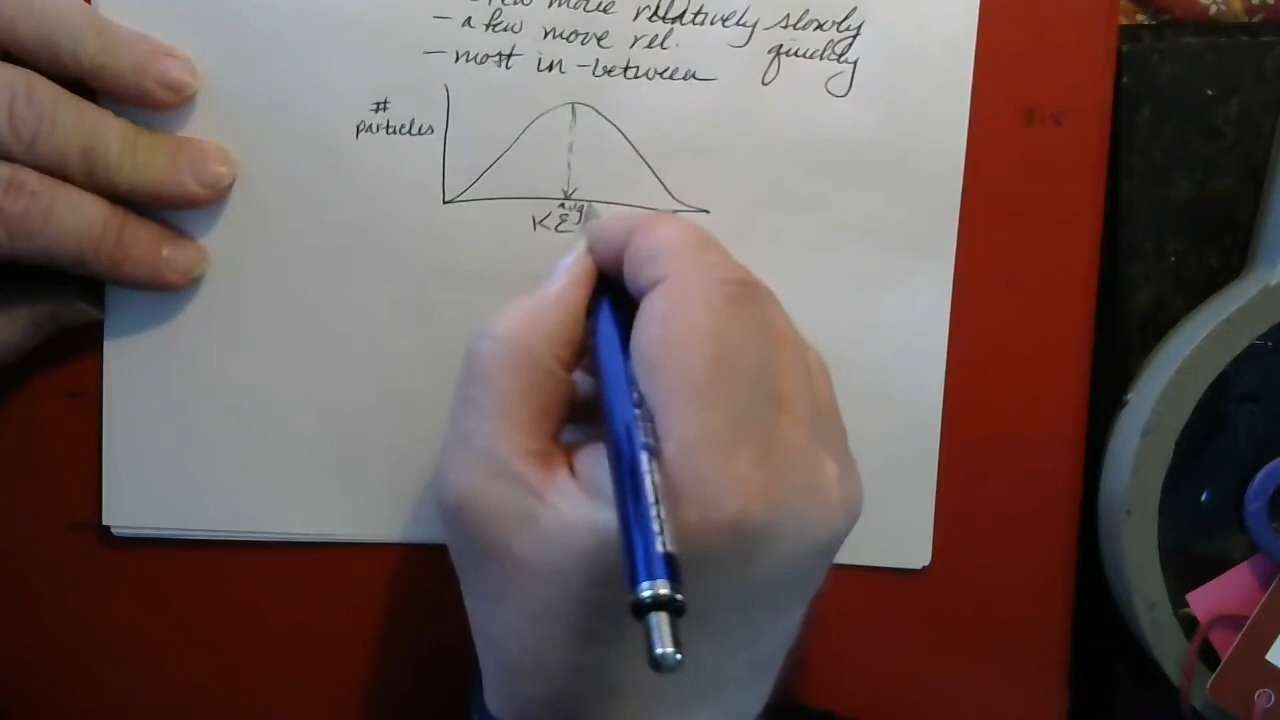 few move relatively slowly
- a few move rel. quickly
- most in-between
#
particles
avg
KE